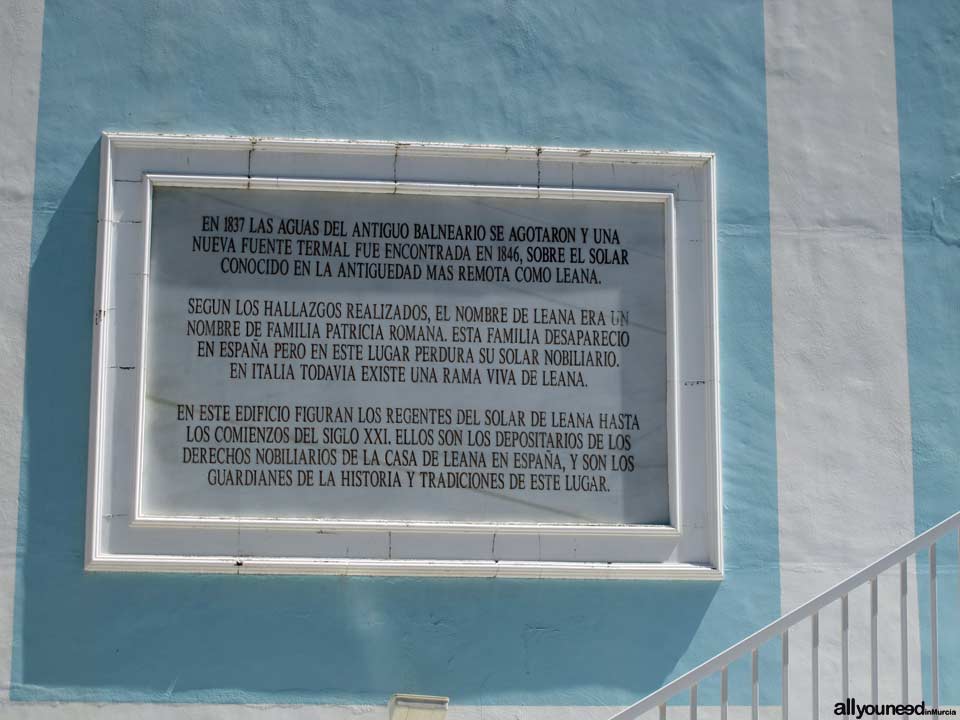 EN 1837 LAS AGUAS DEL ANTIGUO BALNEARIO SE AGOTARON Y UNA
NUEVA FUENTE TERMAL FUE ENCONTRADA EN 1846, SOBRE EL SOLAR
CONOCIDO EN LA ANTIGUEDAD MAS REMOTA COMO LEANA.
SEGUN LOS HALLAZGOS REALIZADOS, EL NOMBRE DE LEANA ERA UN
NOMBRE DE FAMILIA PATRICIA ROMANA. ESTA FAMILIA DESAPARECIO
EN ESPAÑA PERO EN ESTE LUGAR PERDURA SU SOLAR NOBILIARIO.
EN ITALIA TODAVIA EXISTE UNA RAMA VIVA DE LEANA.
EN ESTE EDIFICIO FIGURAN LOS REGENTES DEL SOLAR DE LEANA HASTA
LOS COMIENZOS DEL SIGLO XXI. ELLOS SON LOS DEPOSITARIOS DE LOS
DERECHOS NOBILIARIOS DE LA CASA DE LEANA EN ESPAÑA, Y SON LOS
GUARDIANES DE LA HISTORIA Y TRADICIONES DE ESTE LUGAR.
allyouneedinMurcia